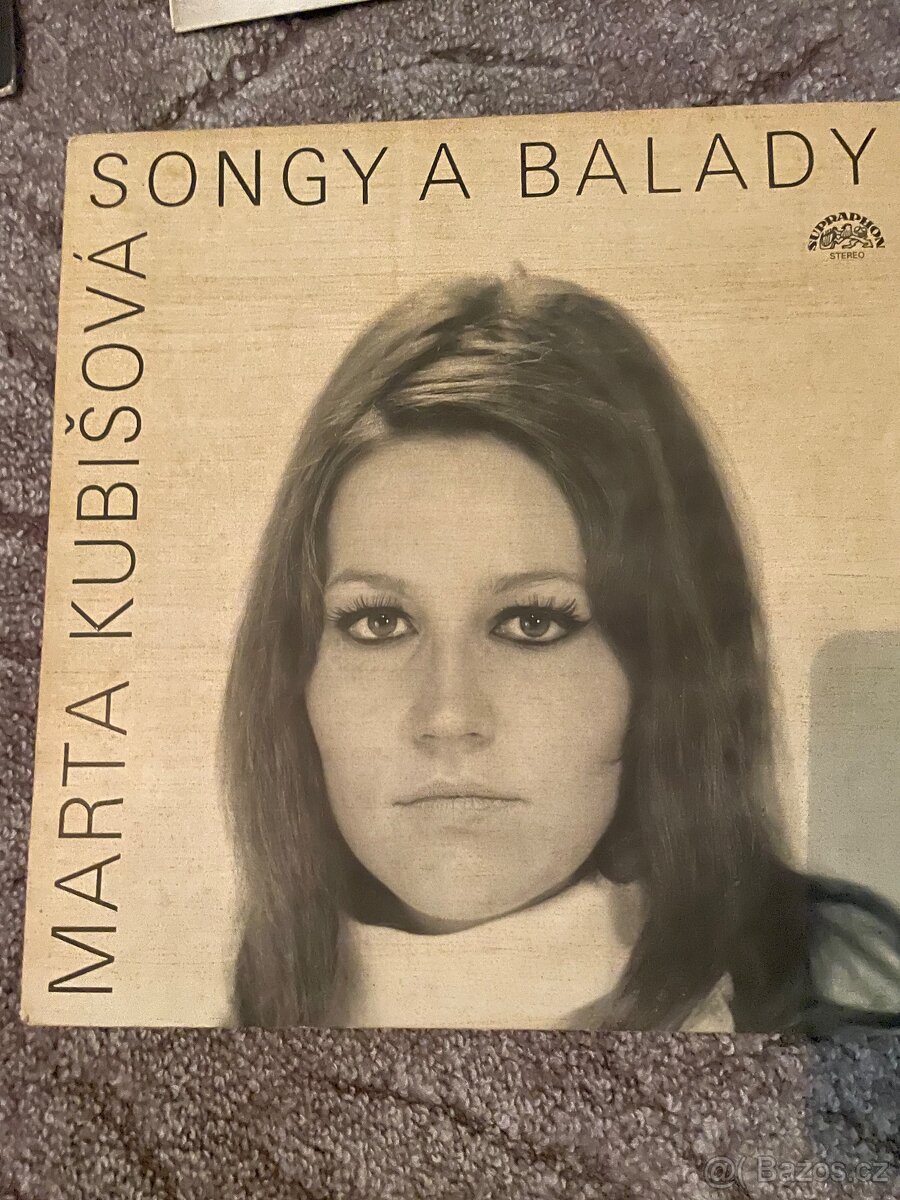 SONGY A BALADY
MARTA KUBIŠOVÁ
SUPRAPHON
STEREO
@( Bazos.cz